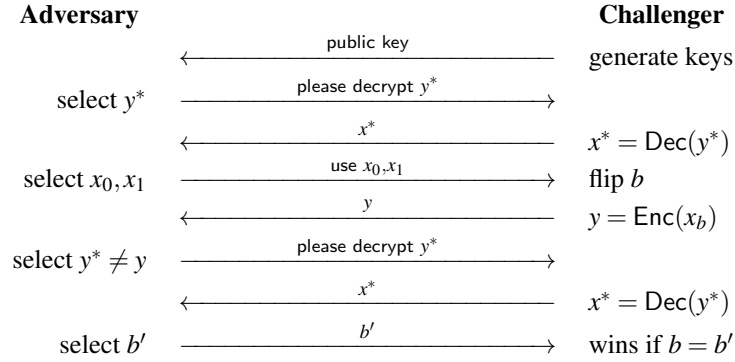 Adversary Challenger
public key
generate keys
select y* please decrypt y*
x* x* = Dec(y*)
select x₀,x₁ use x₀,x₁ flip b
y y = Enc(x_b)
select y* ≠ y please decrypt y*
x* x* = Dec(y*)
select b′ b′ wins if b = b′